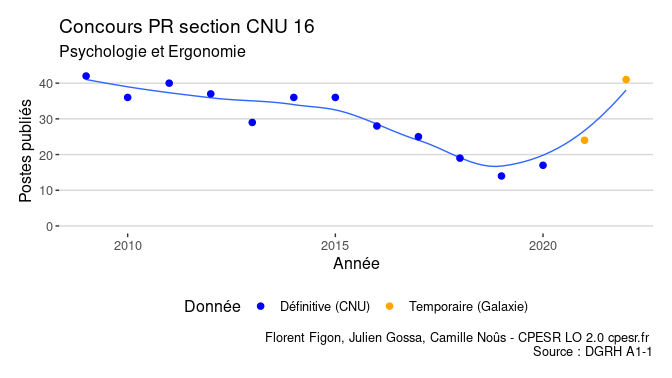 Concours PR section CNU 16
Psychologie et Ergonomie
Postes publiés
40
30
20
10
0
2010 2015 2020
Année
Donnée Définitive (CNU) Temporaire (Galaxie)
Florent Figon, Julien Gossa, Camille Noûs - CPESR LO 2.0 cpesr.fr
Source : DGRH A1-1